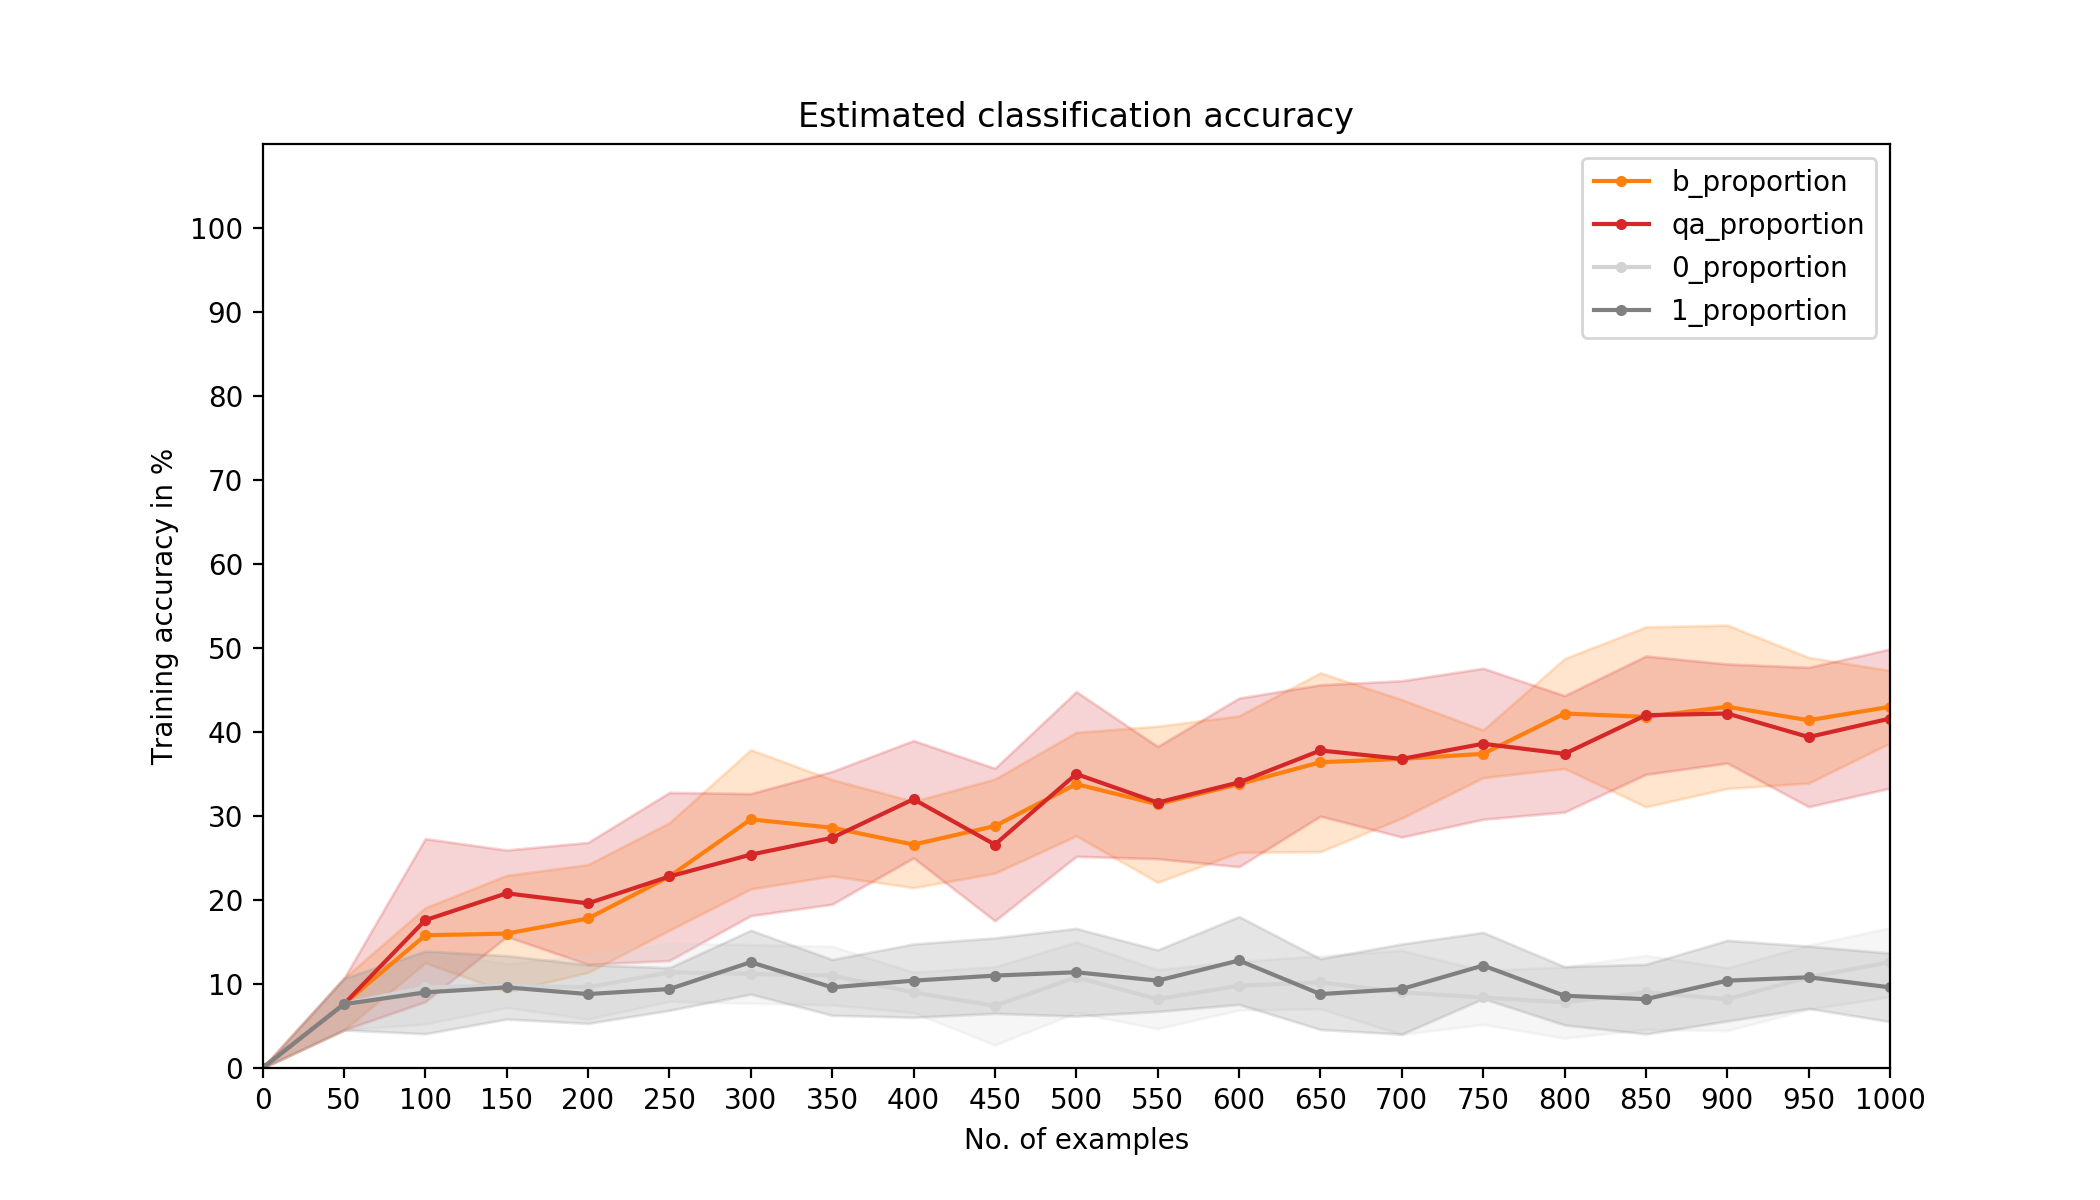 Estimated classification accuracy
b_proportion
qa_proportion
0_proportion
1_proportion
Training accuracy in %
100
90
80
70
60
50
40
30
20
10
0
0 50 100 150 200 250 300 350 400 450 500 550 600 650 700 750 800 850 900 950 1000
No. of examples